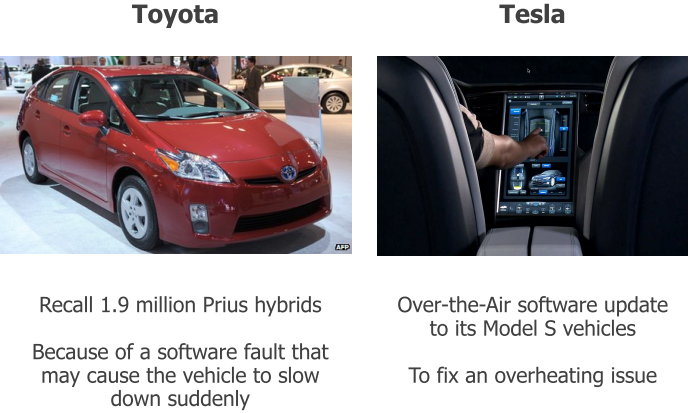 Toyota
Tesla
AFP
Recall 1.9 million Prius hybrids
Because of a software fault that
may cause the vehicle to slow
down suddenly
Over-the-Air software update
to its Model S vehicles
To fix an overheating issue